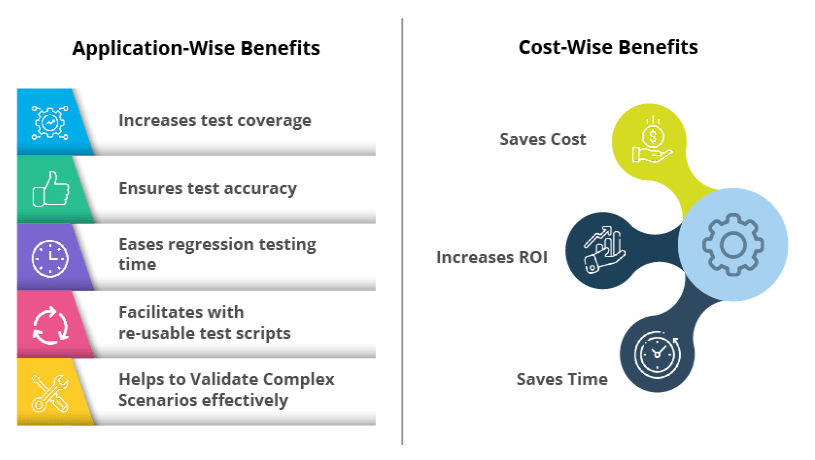 Application-Wise Benefits
Increases test coverage
Ensures test accuracy
Eases regression testing
time
Facilitates with
re-usable test scripts
Helps to Validate Complex
Scenarios effectively
Cost-Wise Benefits
Saves Cost
$
Increases ROI
Saves Time